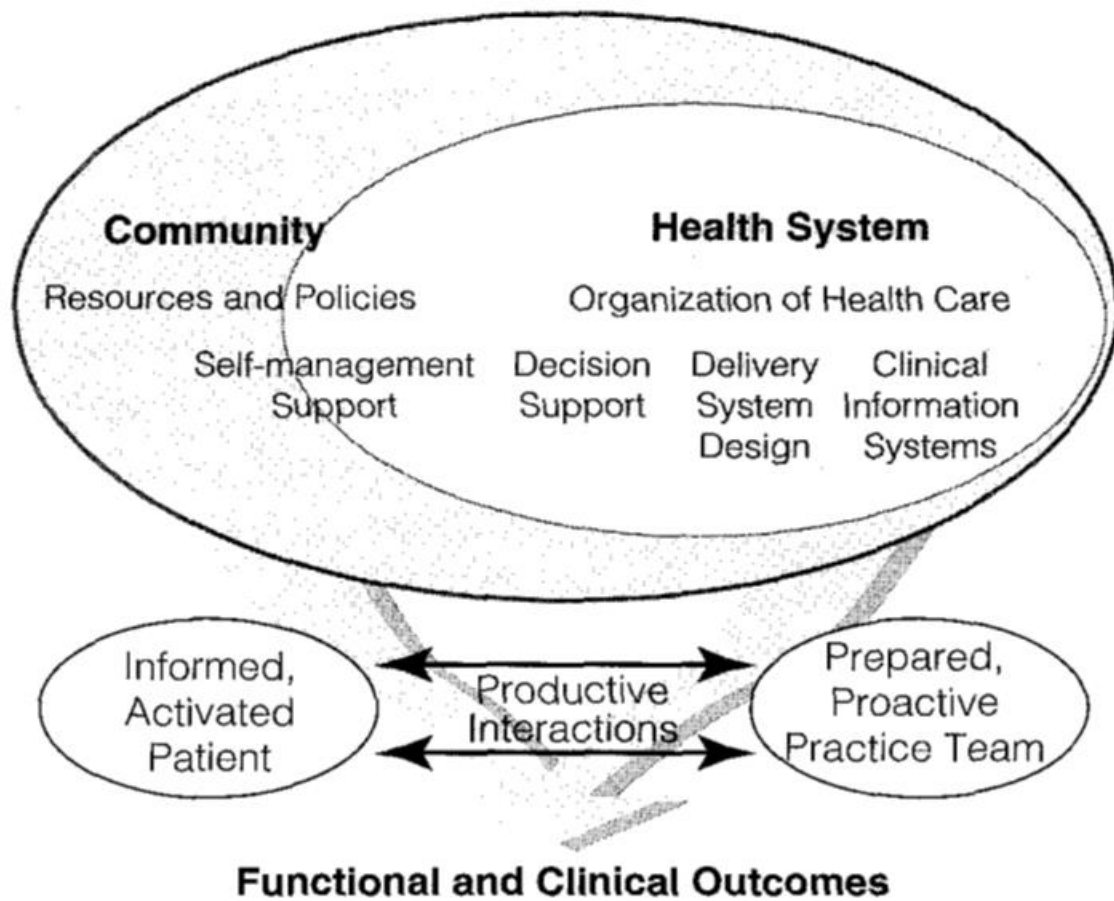 Community
Health System
Resources and Policies
Organization of Health Care
Self-management
Support
Decision
Support
Delivery
System
Design
Clinical
Information
Systems
Informed,
Activated
Patient
Productive
Interactions
Prepared,
Proactive
Practice Team
Functional and Clinical Outcomes